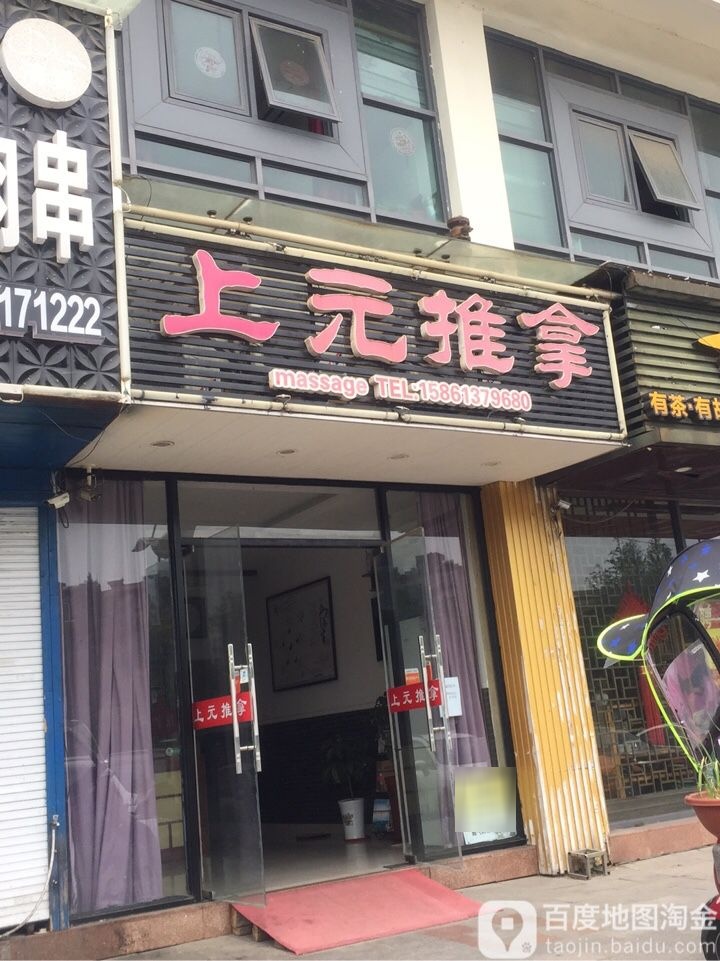 串
171222
上元推拿
massage TEL:15861379680
有茶·有
上元推拿
上元推拿
百度地图淘金
taojin.baidu.com